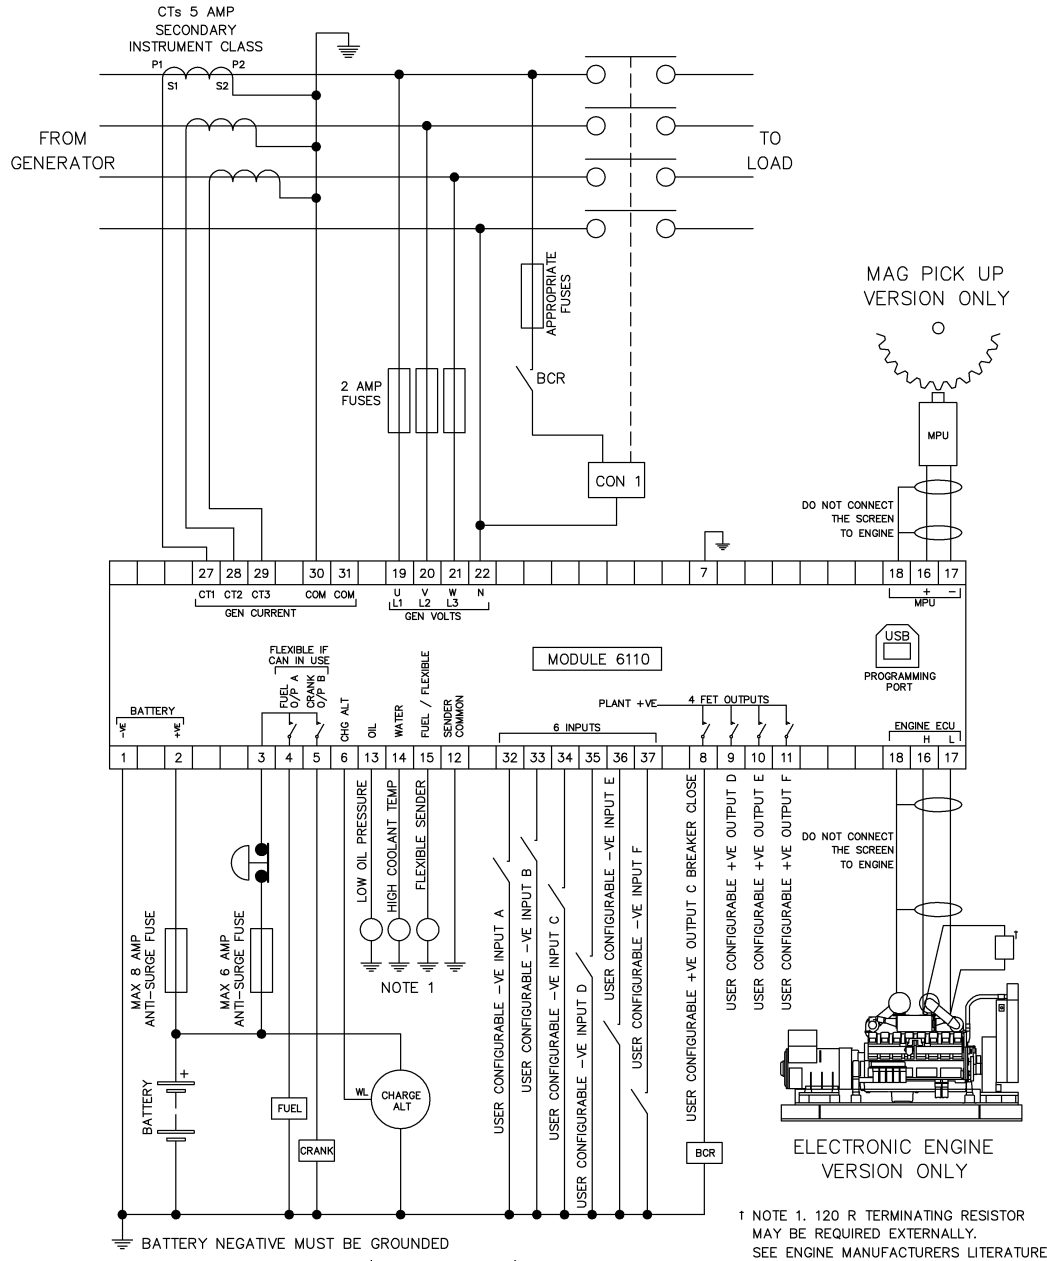 CTs 5 AMP
SECONDARY
INSTRUMENT CLASS
P1
P2
S1
S2
FROM
GENERATOR
TO
LOAD
MAG PICK UP
VERSION ONLY
APPROPRIATE
FUSES
BCR
2 AMP
FUSES
MPU
CON 1
DO NOT CONNECT
THE SCREEN
TO ENGINE
27 28 29 30 31 19 20 21 22 7 18 16 17
CT1 CT2 CT3 COM COM
GEN CURRENT
U V W N
L1 L2 L3
GEN VOLTS
+ −
MPU
MODULE 6110
USB
PROGRAMMING
PORT
FLEXIBLE IF
CAN IN USE
BATTERY
−VE
+VE
FUEL
O/P A
CRANK
O/P B
CHG ALT
OIL
WATER
FUEL / FLEXIBLE
SENDER
COMMON
6 INPUTS
PLANT +VE
4 FET OUTPUTS
ENGINE ECU
H L
1 2 3 4 5 6 13 14 15 12 32 33 34 35 36 37 8 9 10 11 18 16 17
MAX 8 AMP
ANTI−SURGE FUSE
MAX 6 AMP
ANTI−SURGE FUSE
LOW OIL PRESSURE
HIGH COOLANT TEMP
FLEXIBLE SENDER
NOTE 1
USER CONFIGURABLE −VE INPUT A
USER CONFIGURABLE −VE INPUT B
USER CONFIGURABLE −VE INPUT C
USER CONFIGURABLE −VE INPUT D
USER CONFIGURABLE −VE INPUT E
USER CONFIGURABLE −VE INPUT F
USER CONFIGURABLE +VE OUTPUT C BREAKER CLOSE
USER CONFIGURABLE +VE OUTPUT D
USER CONFIGURABLE +VE OUTPUT E
USER CONFIGURABLE +VE OUTPUT F
DO NOT CONNECT
THE SCREEN
TO ENGINE
†
BATTERY
+
FUEL
CRANK
WL
CHARGE
ALT
BCR
ELECTRONIC ENGINE
VERSION ONLY
BATTERY NEGATIVE MUST BE GROUNDED
† NOTE 1. 120 R TERMINATING RESISTOR
MAY BE REQUIRED EXTERNALLY.
SEE ENGINE MANUFACTURERS LITERATURE